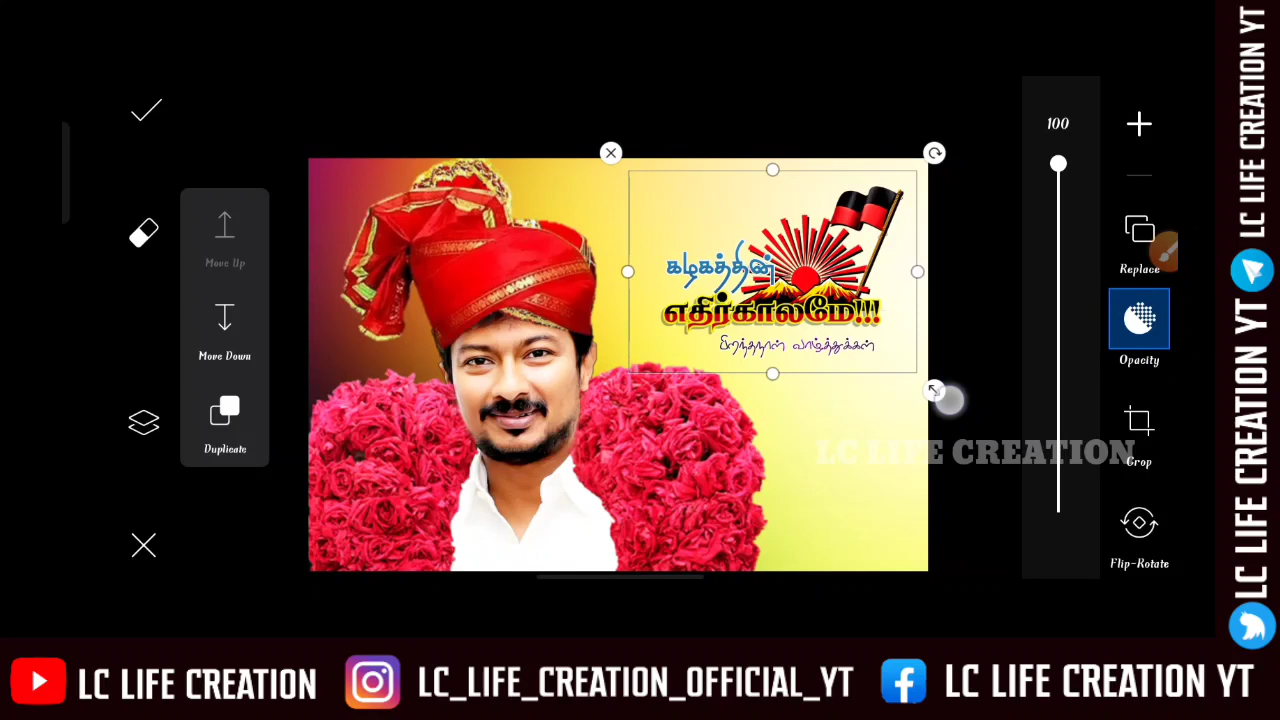 100
Replace
Opacity
Crop
Flip-Rotate
Move Up
Move Down
Duplicate
கழகத்தின்
எதிர்காலமே!!!
பிறந்தநாள் வாழ்த்துக்கள்
LC LIFE CREATION
LC LIFE CREATION YT
LC LIFE CREATION YT
LC LIFE CREATION
LC_LIFE_CREATION_OFFICIAL_YT
LC LIFE CREATION YT